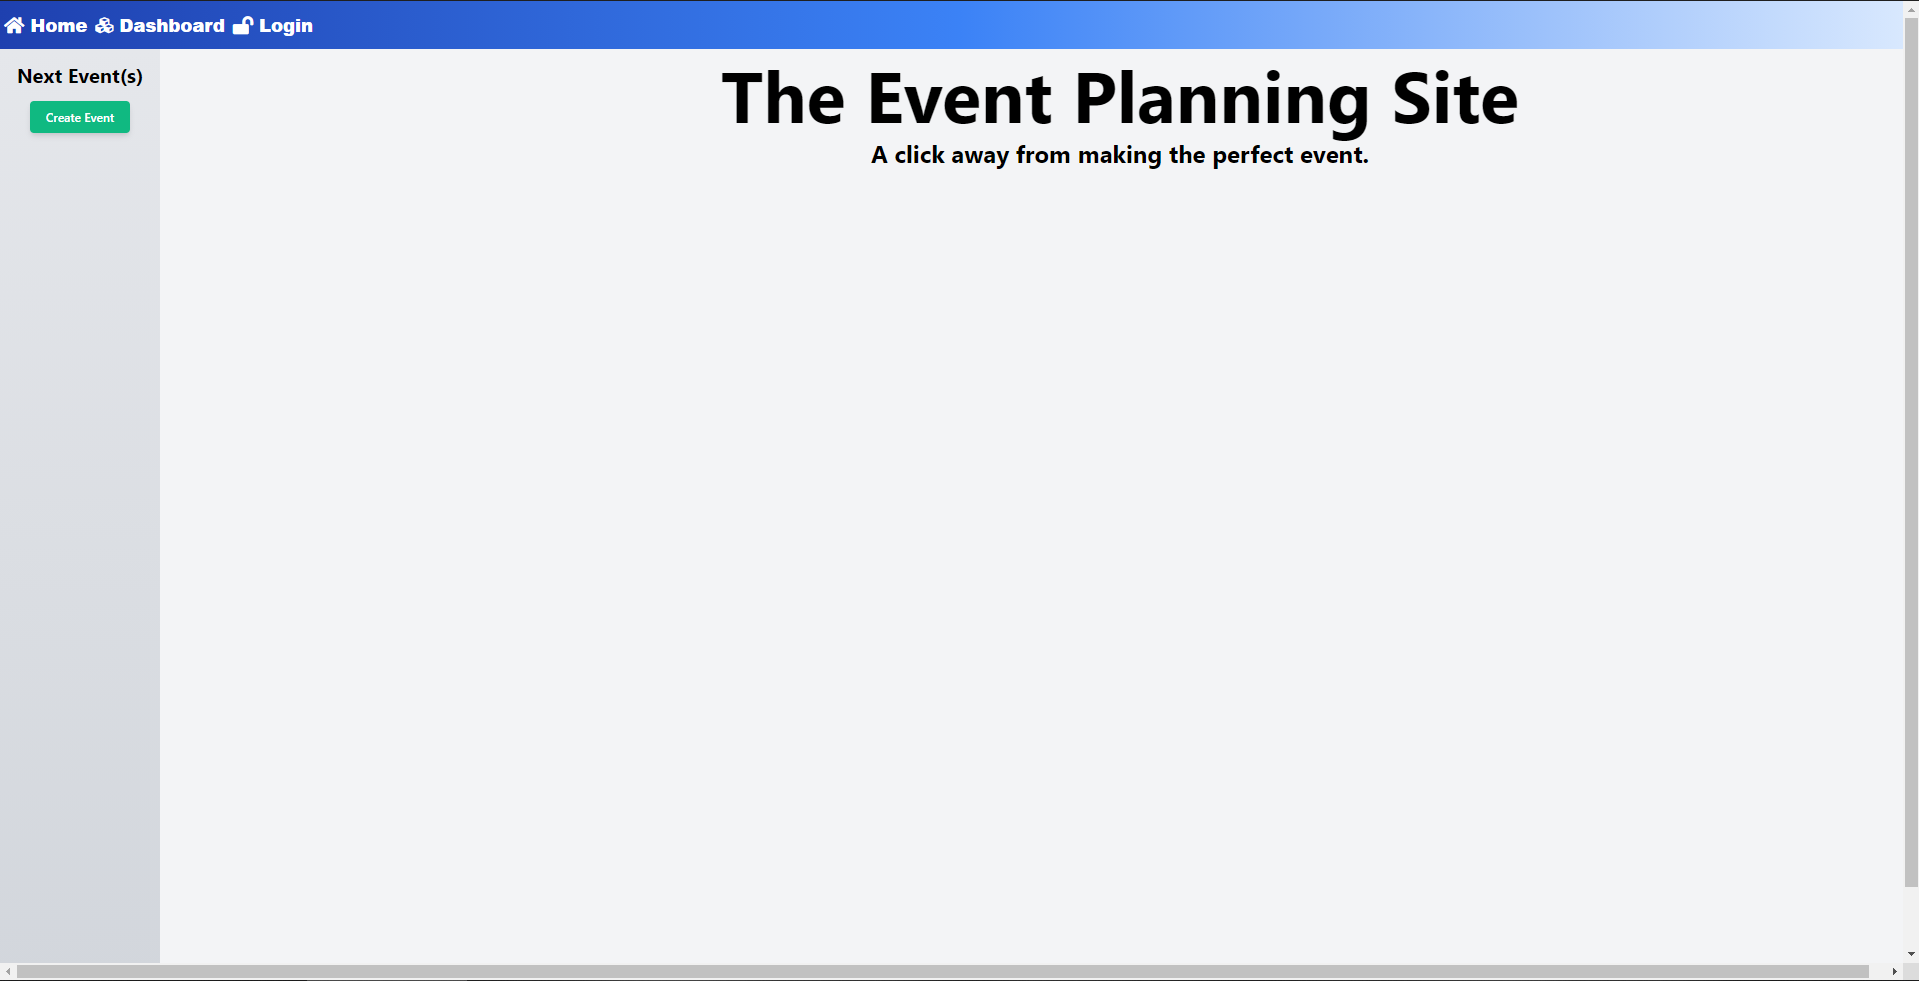 Home Dashboard Login
Next Event(s)
Create Event
The Event Planning Site
A click away from making the perfect event.